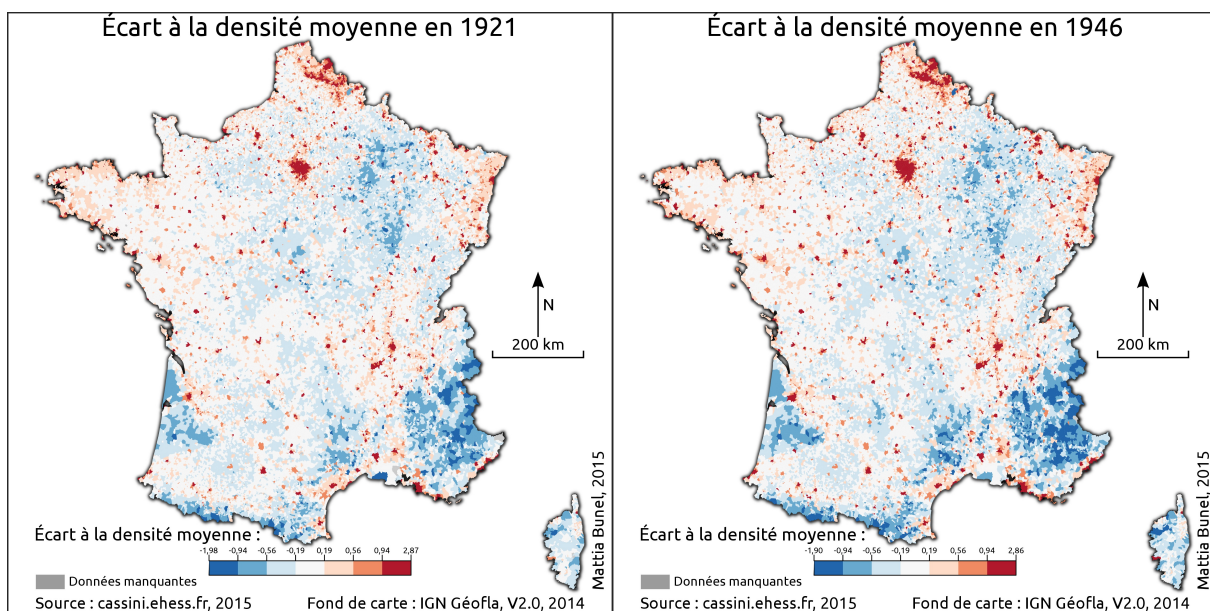 Écart à la densité moyenne en 1921
N
200 km
Écart à la densité moyenne :
-1,98 -0,94 -0,56 -0,19 0,19 0,56 0,94 2,87
Données manquantes
Source : cassini.ehess.fr, 2015 Fond de carte : IGN Géofla, V2.0, 2014
Mattia Bunel, 2015
Écart à la densité moyenne en 1946
N
200 km
Écart à la densité moyenne :
-1,90 -0,94 -0,56 -0,19 0,19 0,56 0,94 2,86
Données manquantes
Source : cassini.ehess.fr, 2015 Fond de carte : IGN Géofla, V2.0, 2014
Mattia Bunel, 2015